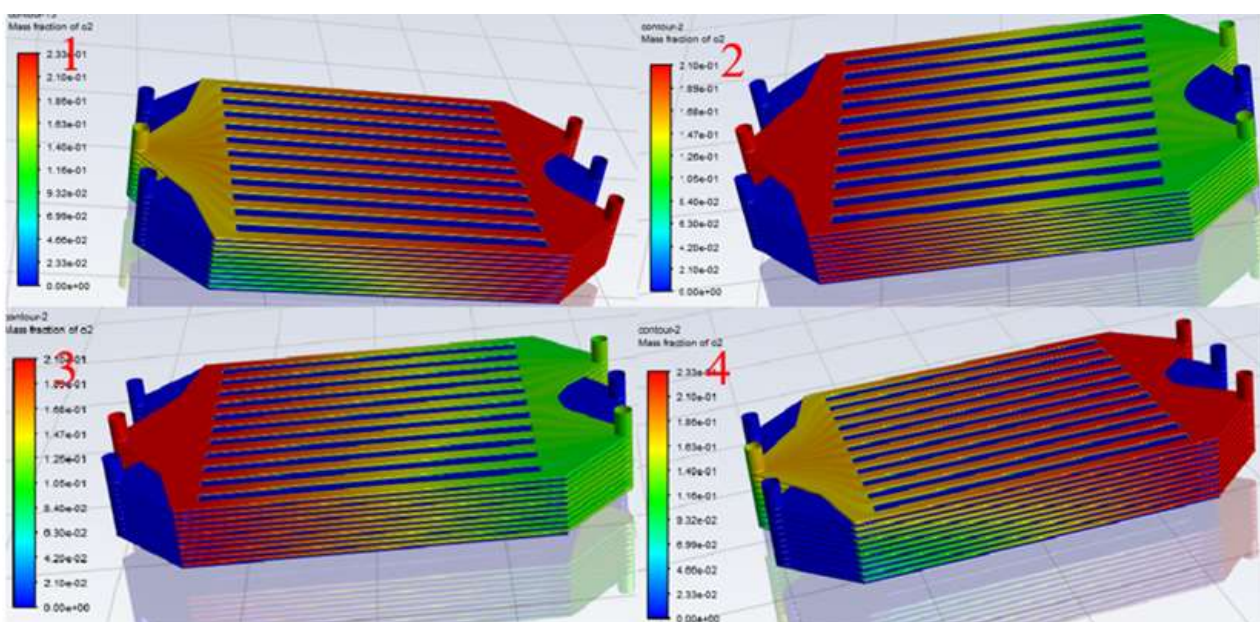 Mass fraction of o2
1
2.33e-01
2.10e-01
1.86e-01
1.63e-01
1.40e-01
1.16e-01
9.32e-02
6.99e-02
4.66e-02
2.33e-02
0.00e+00
contour-2
Mass fraction of o2
2
2.10e-01
1.89e-01
1.68e-01
1.47e-01
1.26e-01
1.05e-01
8.40e-02
6.30e-02
4.20e-02
2.10e-02
0.00e+00
contour-2
Mass fraction of o2
3
2.10e-01
1.89e-01
1.68e-01
1.47e-01
1.26e-01
1.05e-01
8.40e-02
6.30e-02
4.20e-02
2.10e-02
0.00e+00
contour-2
Mass fraction of o2
4
2.33e-01
2.10e-01
1.86e-01
1.63e-01
1.40e-01
1.16e-01
9.32e-02
6.99e-02
4.66e-02
2.33e-02
0.00e+00